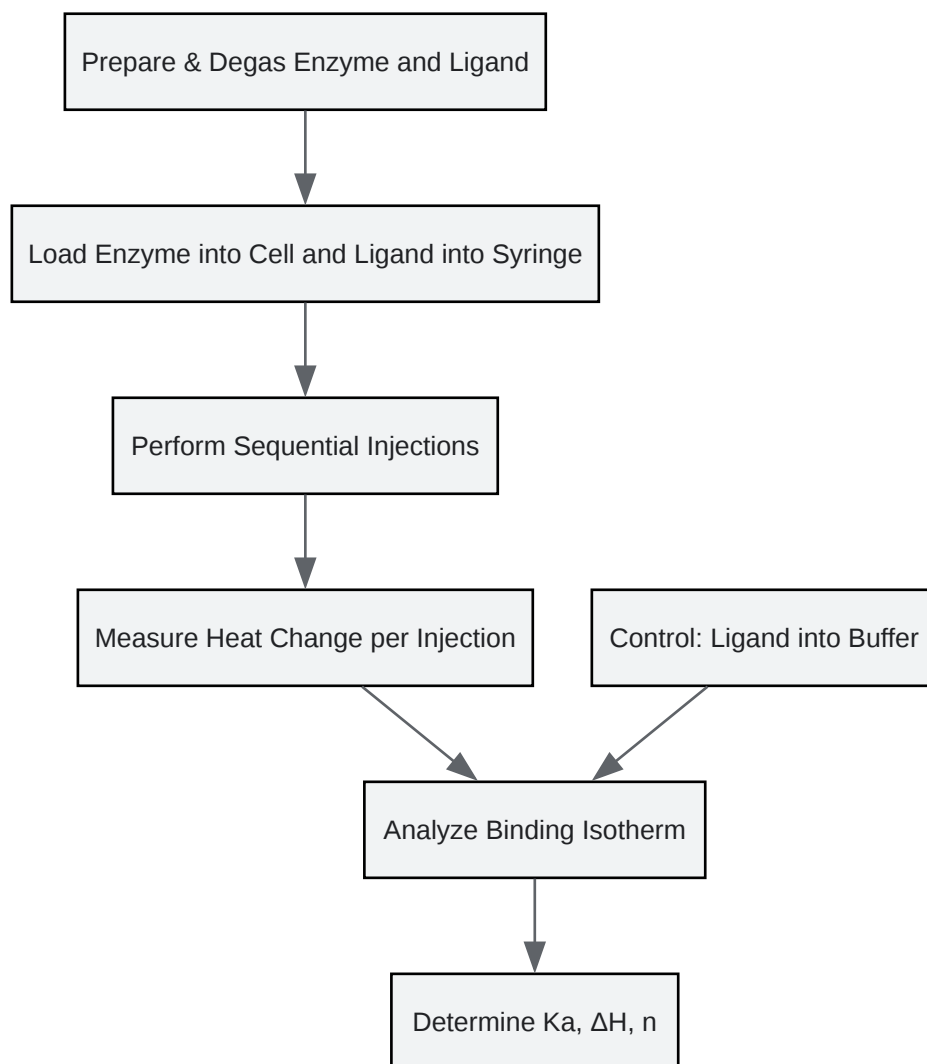 Prepare & Degas Enzyme and Ligand
Load Enzyme into Cell and Ligand into Syringe
Perform Sequential Injections
Measure Heat Change per Injection
Control: Ligand into Buffer
Analyze Binding Isotherm
Determine Ka, ΔH, n